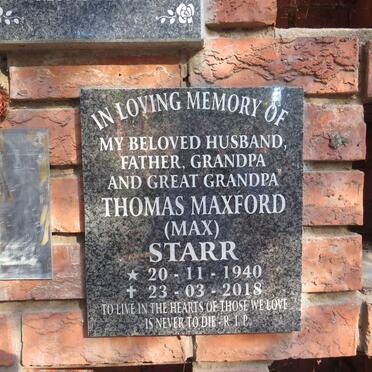 IN LOVING MEMORY OF
MY BELOVED HUSBAND,
FATHER, GRANDPA
AND GREAT GRANDPA
THOMAS MAXFORD
(MAX)
STARR
★ 20 - 11 - 1940
✝ 23 - 03 - 2018
TO LIVE IN THE HEARTS OF THOSE WE LOVE
IS NEVER TO DIE - R.I.P.